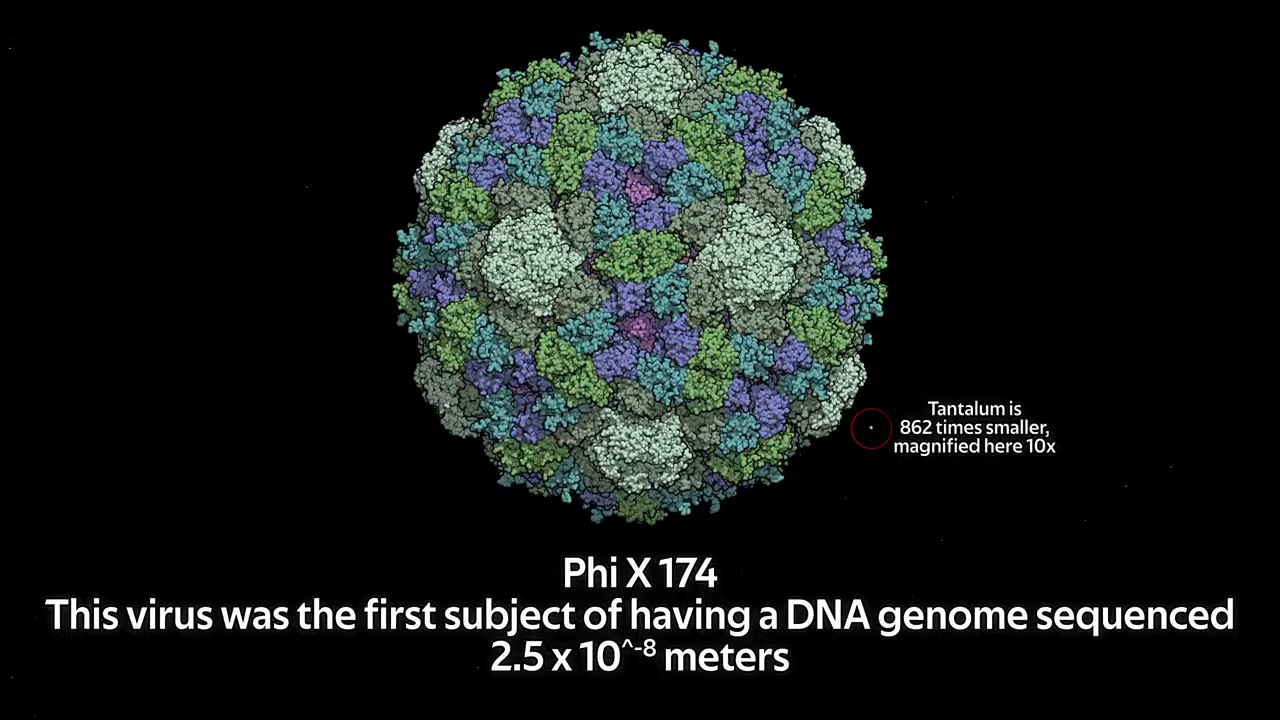 Tantalum is
862 times smaller,
magnified here 10x
Phi X 174
This virus was the first subject of having a DNA genome sequenced
2.5 x 10^-8 meters